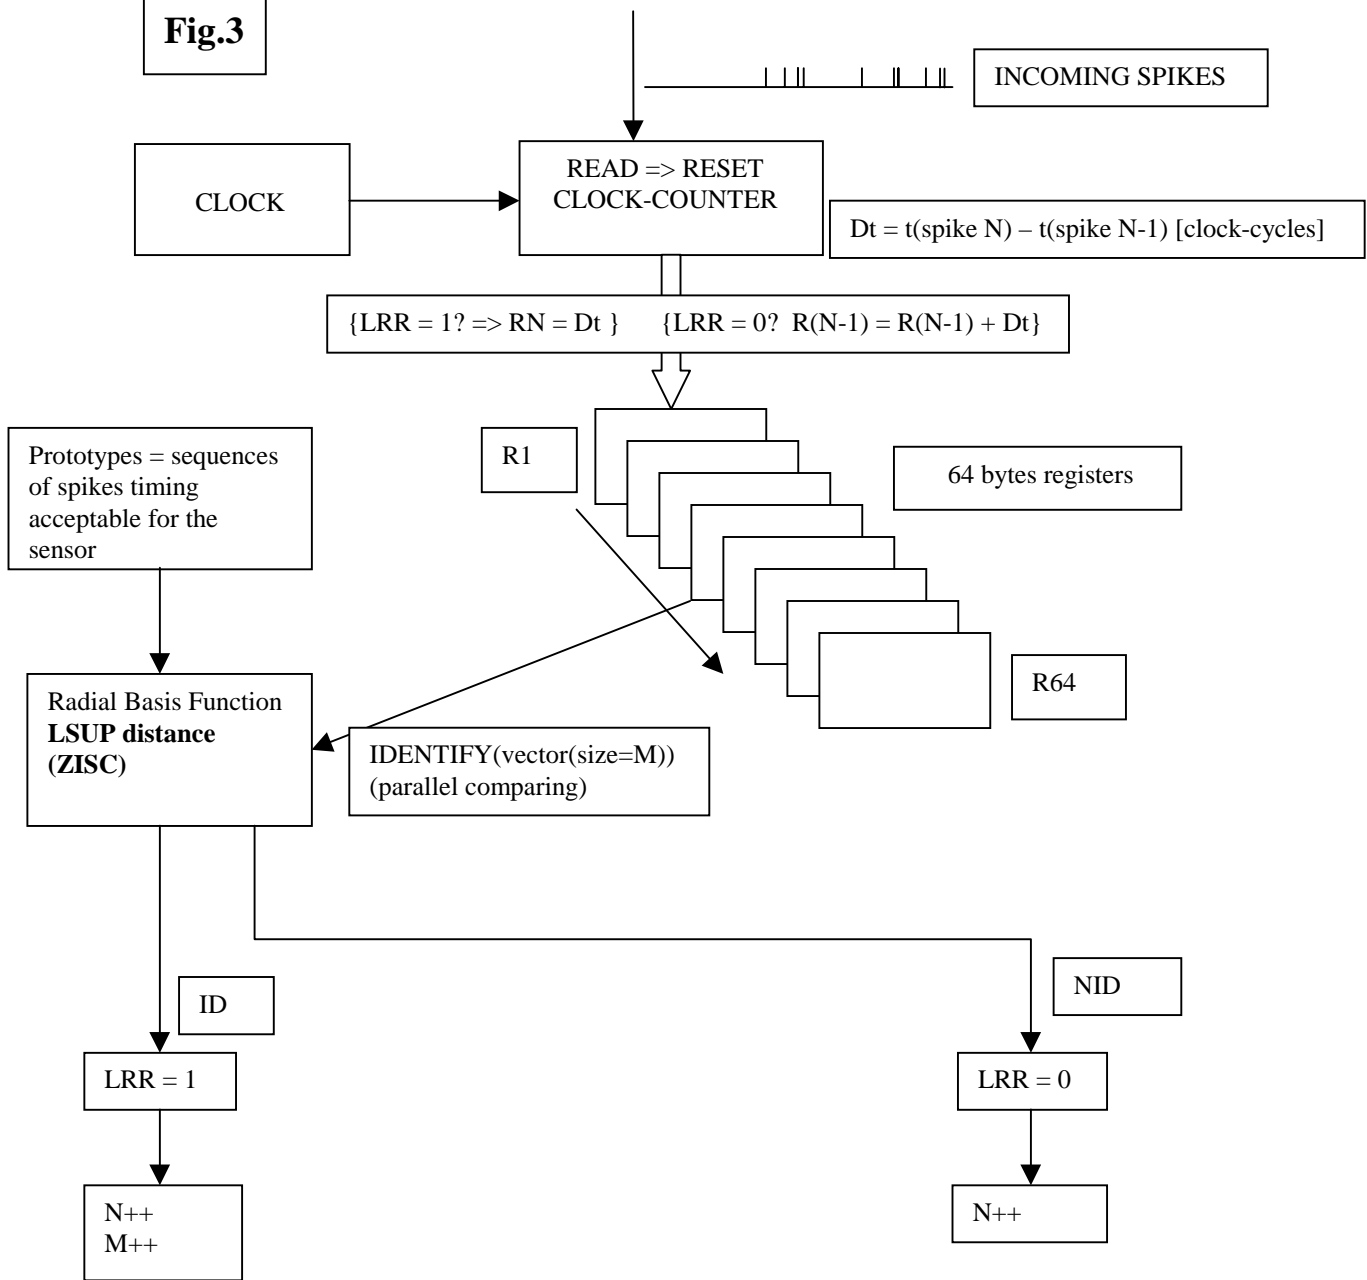 Fig.3
INCOMING SPIKES
CLOCK
READ => RESET
CLOCK-COUNTER
Dt = t(spike N) – t(spike N-1) [clock-cycles]
{LRR = 1? => RN = Dt }     {LRR = 0?  R(N-1) = R(N-1) + Dt}
Prototypes = sequences
of spikes timing
acceptable for the
sensor
R1
64 bytes registers
R64
Radial Basis Function
LSUP distance
(ZISC)
IDENTIFY(vector(size=M))
(parallel comparing)
ID
NID
LRR = 1
LRR = 0
N++
M++
N++